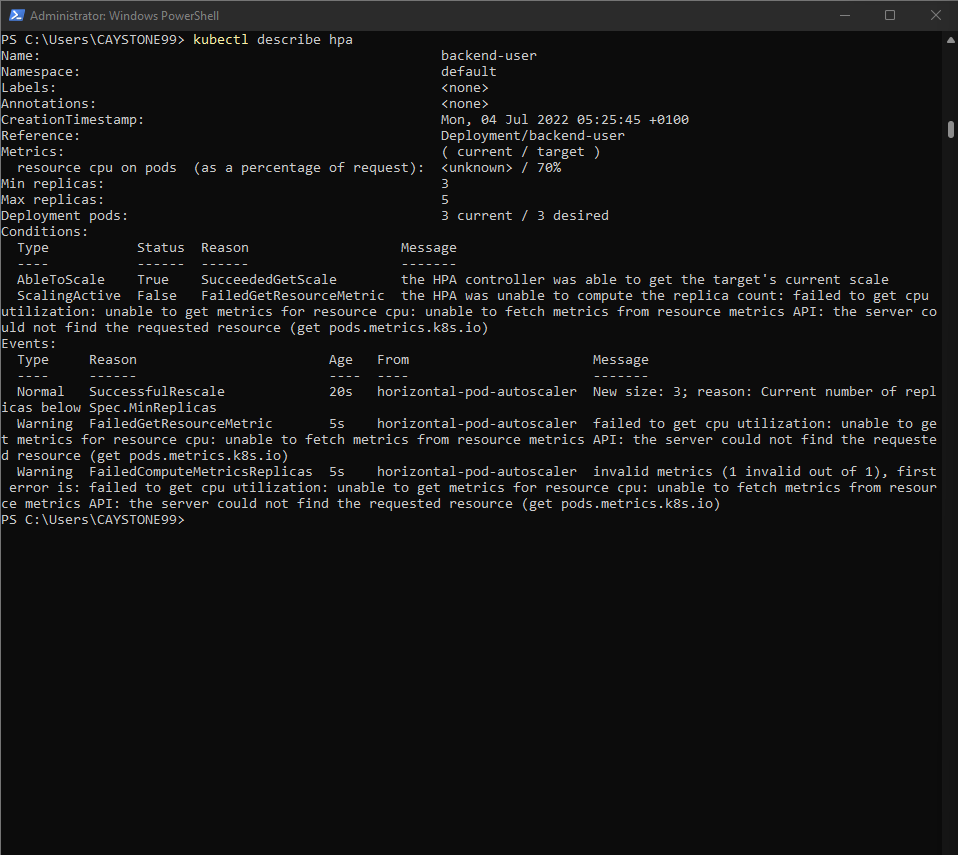 Administrator: Windows PowerShell
PS C:\Users\CAYSTONE99> kubectl describe hpa
Name:                                                  backend-user
Namespace:                                             default
Labels:                                                <none>
Annotations:                                           <none>
CreationTimestamp:                                     Mon, 04 Jul 2022 05:25:45 +0100
Reference:                                             Deployment/backend-user
Metrics:                                               ( current / target )
  resource cpu on pods  (as a percentage of request):  <unknown> / 70%
Min replicas:                                          3
Max replicas:                                          5
Deployment pods:                                       3 current / 3 desired
Conditions:
  Type           Status  Reason                   Message
  ----           ------  ------                   -------
  AbleToScale    True    SucceededGetScale        the HPA controller was able to get the target's current scale
  ScalingActive  False   FailedGetResourceMetric  the HPA was unable to compute the replica count: failed to get cpu
utilization: unable to get metrics for resource cpu: unable to fetch metrics from resource metrics API: the server co
uld not find the requested resource (get pods.metrics.k8s.io)
Events:
  Type     Reason                        Age   From                       Message
  ----     ------                        ----  ----                       -------
  Normal   SuccessfulRescale             20s   horizontal-pod-autoscaler  New size: 3; reason: Current number of repl
icas below Spec.MinReplicas
  Warning  FailedGetResourceMetric       5s    horizontal-pod-autoscaler  failed to get cpu utilization: unable to ge
t metrics for resource cpu: unable to fetch metrics from resource metrics API: the server could not find the requeste
d resource (get pods.metrics.k8s.io)
  Warning  FailedComputeMetricsReplicas  5s    horizontal-pod-autoscaler  invalid metrics (1 invalid out of 1), first
 error is: failed to get cpu utilization: unable to get metrics for resource cpu: unable to fetch metrics from resour
ce metrics API: the server could not find the requested resource (get pods.metrics.k8s.io)
PS C:\Users\CAYSTONE99>